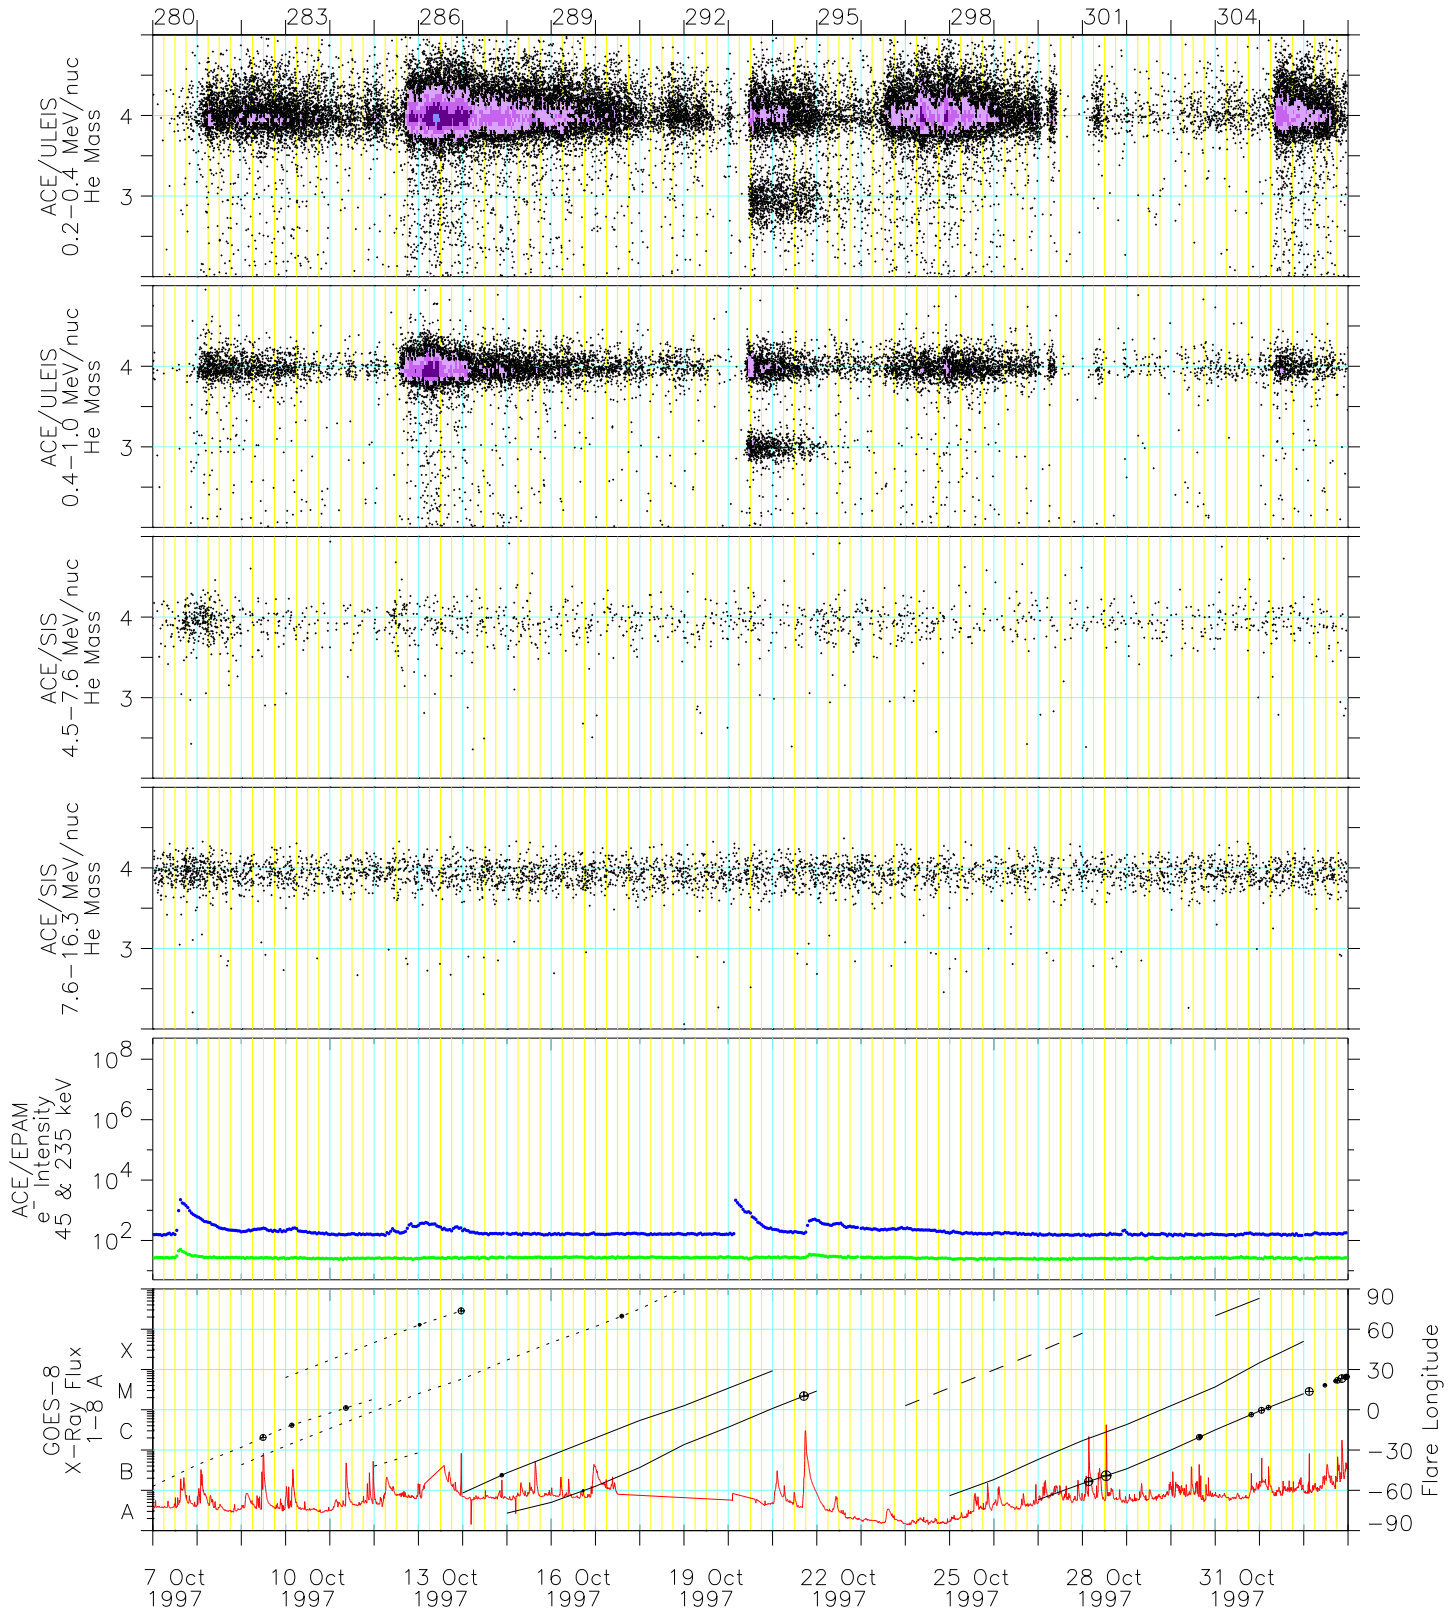 280 283 286 289 292 295 298 301 304
ACE/ULEIS
0.2-0.4 MeV/nuc
He Mass
4
3
ACE/ULEIS
0.4-1.0 MeV/nuc
He Mass
4
3
ACE/SIS
4.5-7.6 MeV/nuc
He Mass
4
3
ACE/SIS
7.6-16.3 MeV/nuc
He Mass
4
3
ACE/EPAM
e⁻ Intensity
45 & 235 keV
10⁸
10⁶
10⁴
10²
GOES-8
X-Ray Flux
1-8 A
X
M
C
B
A
90
60
30
0
-30
-60
-90
Flare Longitude
7 Oct 10 Oct 13 Oct 16 Oct 19 Oct 22 Oct 25 Oct 28 Oct 31 Oct
1997 1997 1997 1997 1997 1997 1997 1997 1997